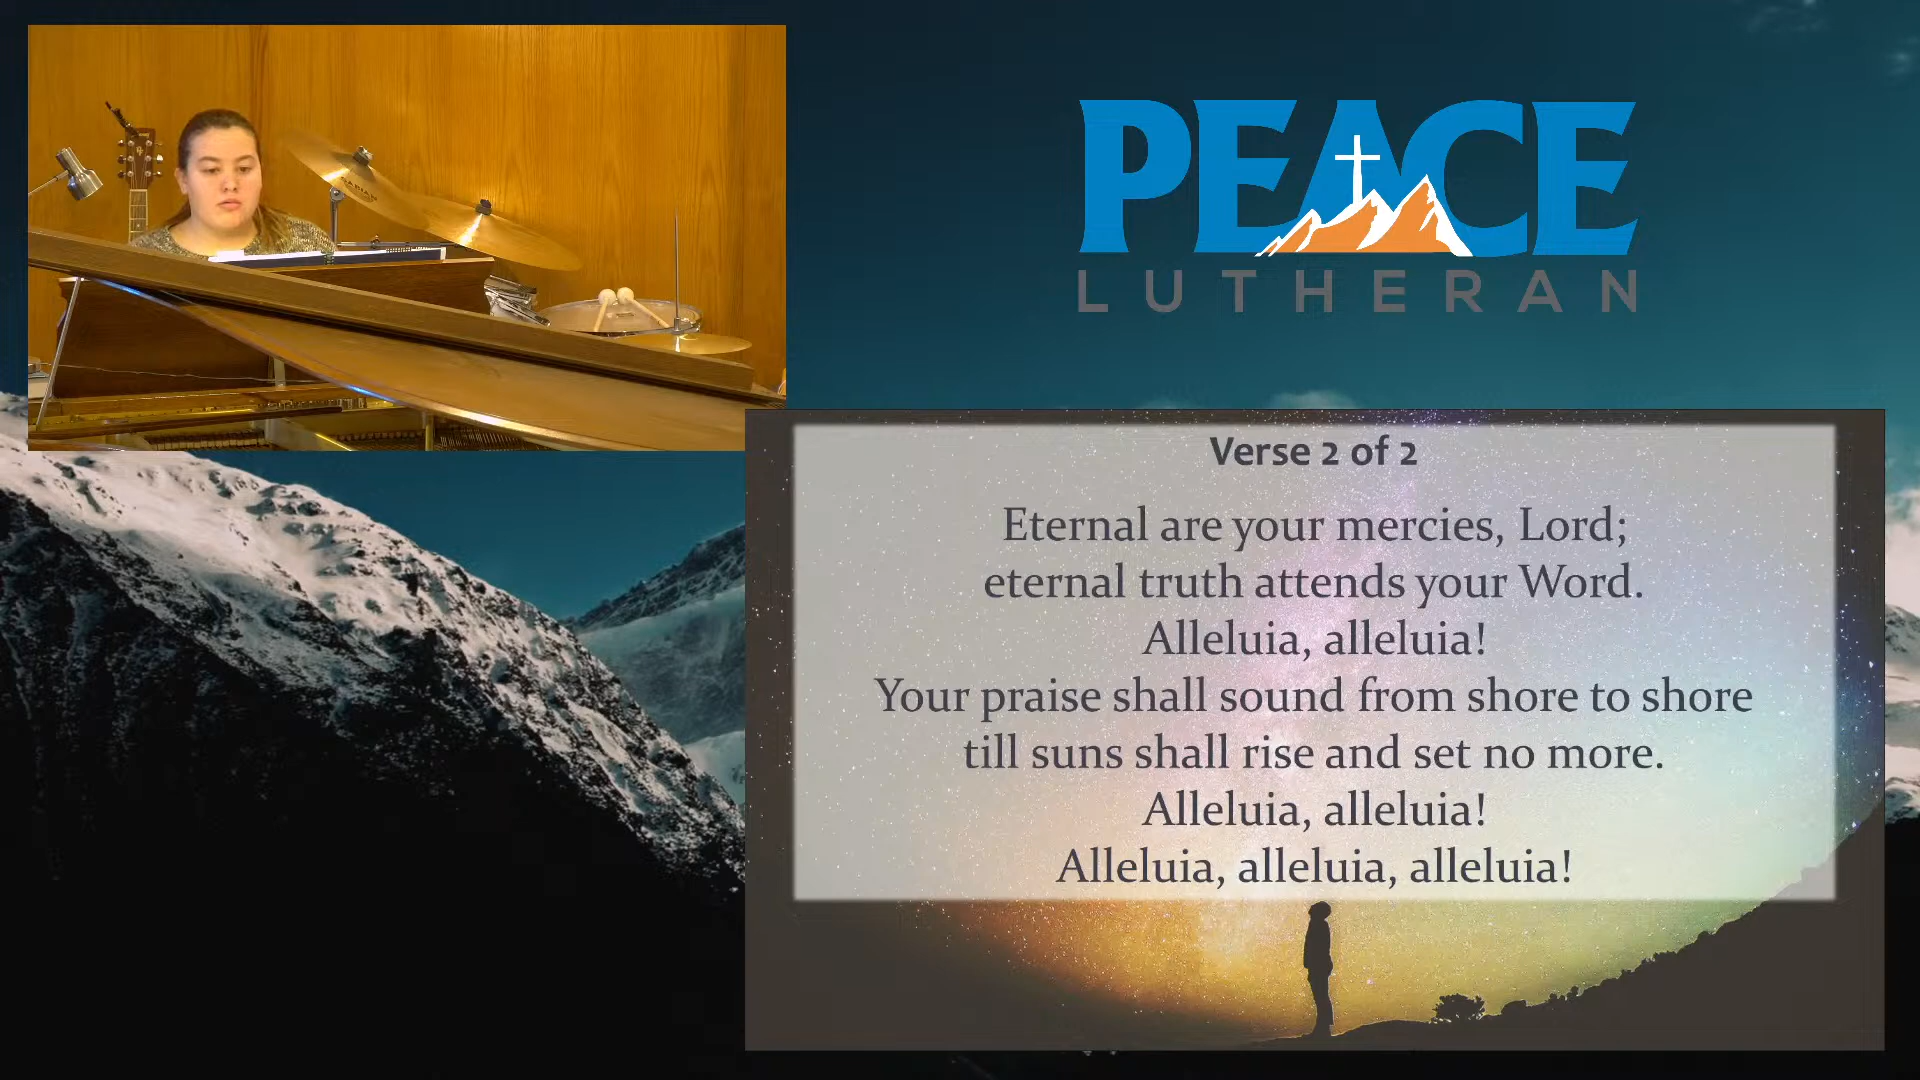 PEACE
LUTHERAN
Verse 2 of 2
Eternal are your mercies, Lord;
eternal truth attends your Word.
Alleluia, alleluia!
Your praise shall sound from shore to shore
till suns shall rise and set no more.
Alleluia, alleluia!
Alleluia, alleluia, alleluia!